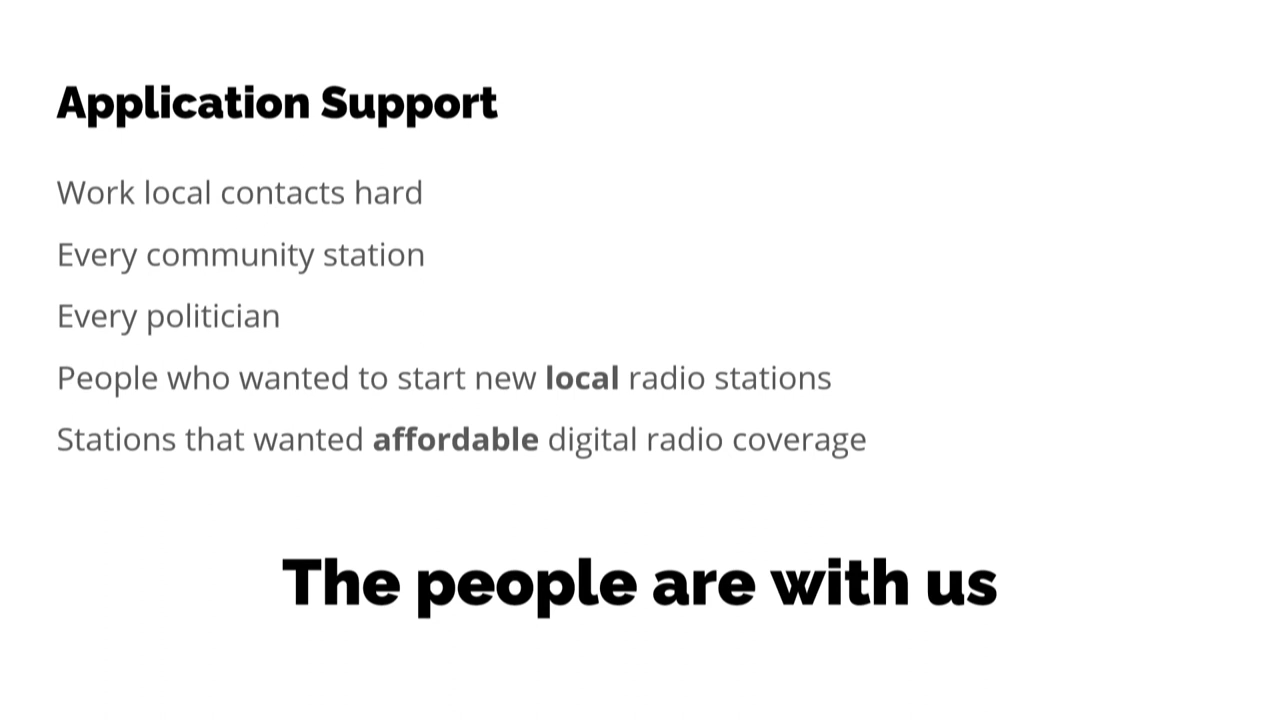 Application Support
Work local contacts hard
Every community station
Every politician
People who wanted to start new local radio stations
Stations that wanted affordable digital radio coverage
The people are with us